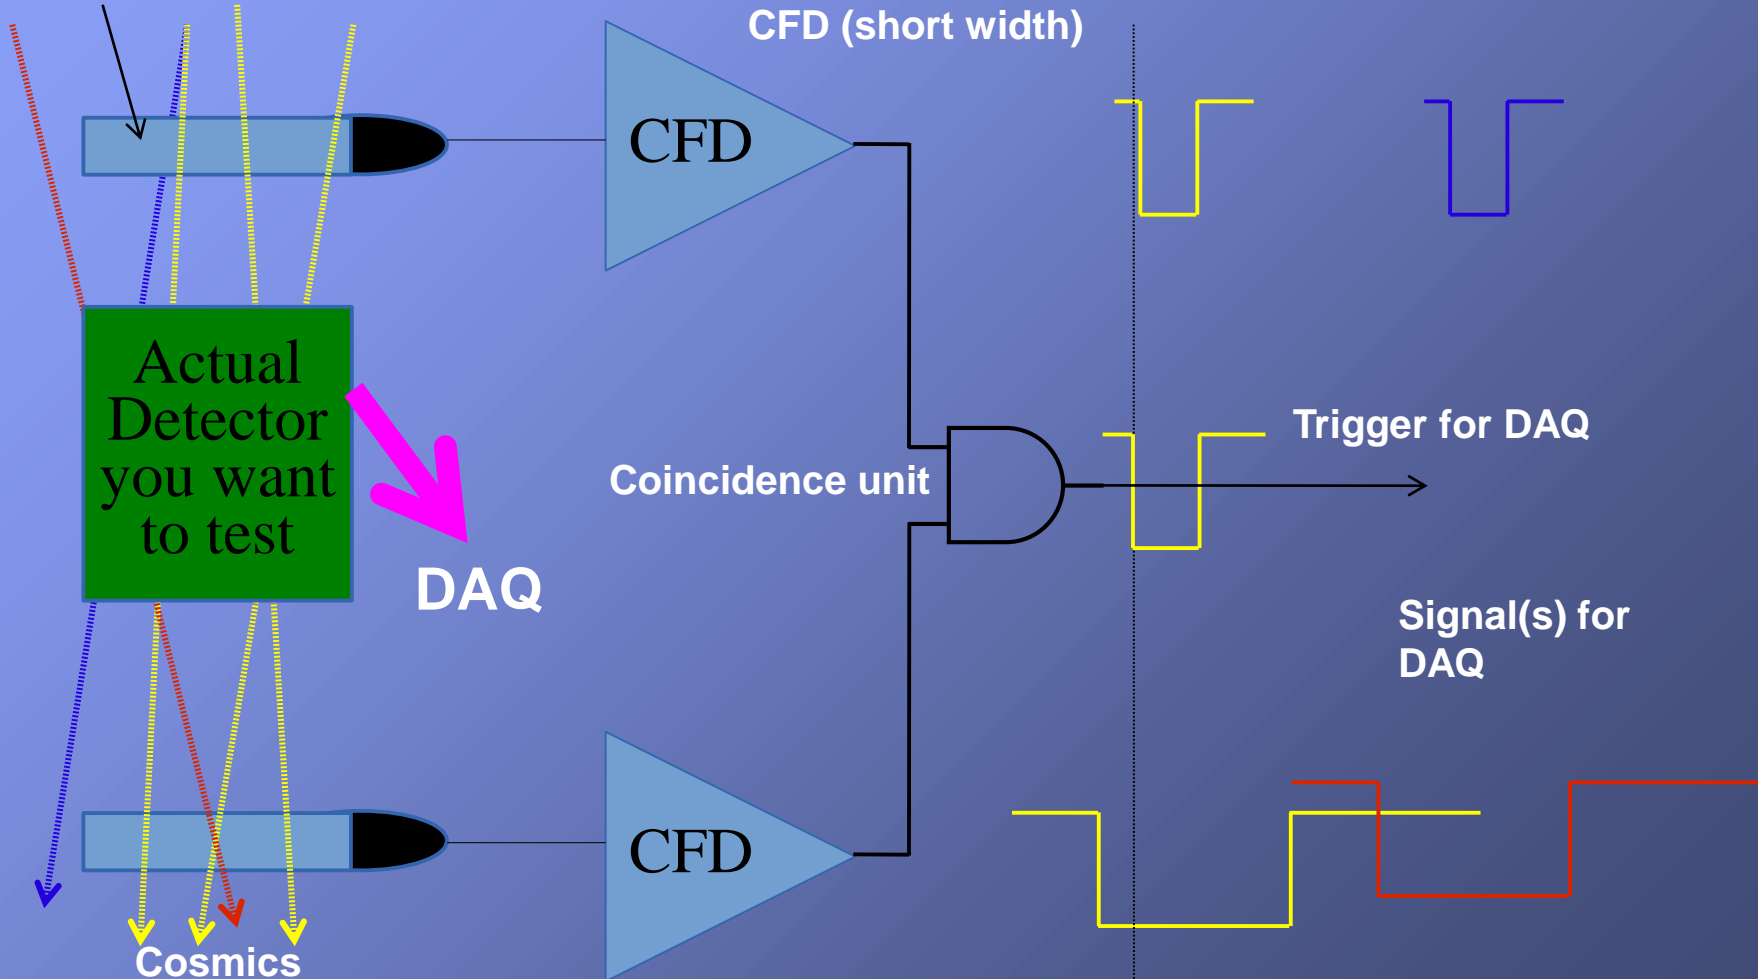 CFD (short width)
CFD
Actual
Detector
you want
to test
DAQ
Coincidence unit
Trigger for DAQ
Signal(s) for
DAQ
CFD
Cosmics